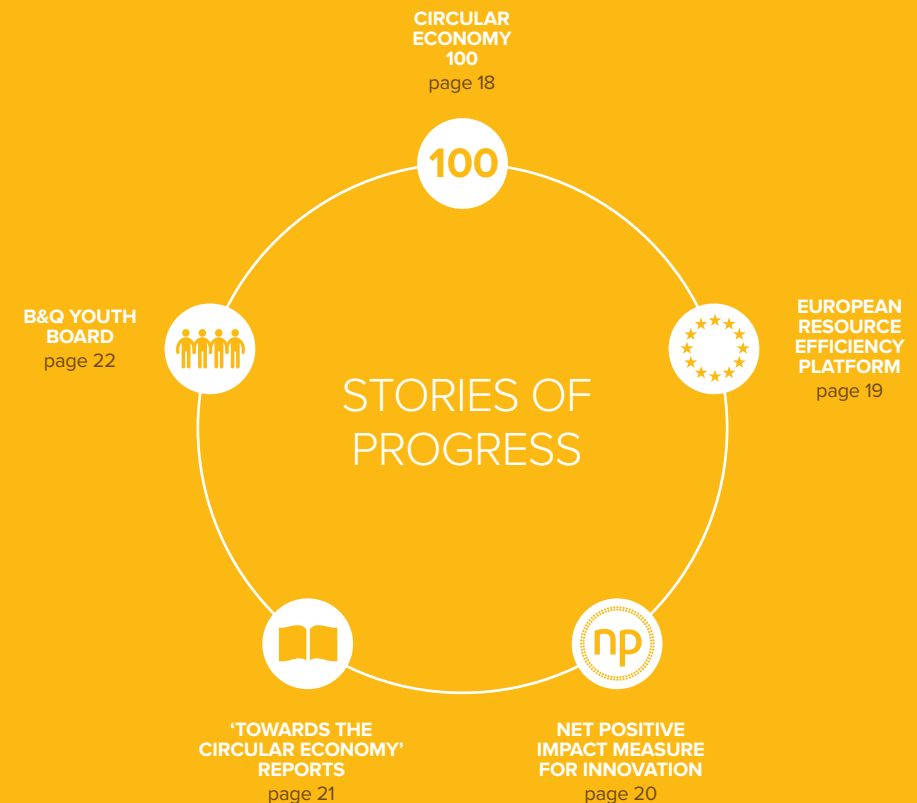 CIRCULAR
ECONOMY
100
page 18
100
EUROPEAN
RESOURCE
EFFICIENCY
PLATFORM
page 19
B&Q YOUTH
BOARD
page 22
STORIES OF
PROGRESS
np
NET POSITIVE
IMPACT MEASURE
FOR INNOVATION
page 20
‘TOWARDS THE
CIRCULAR ECONOMY’
REPORTS
page 21